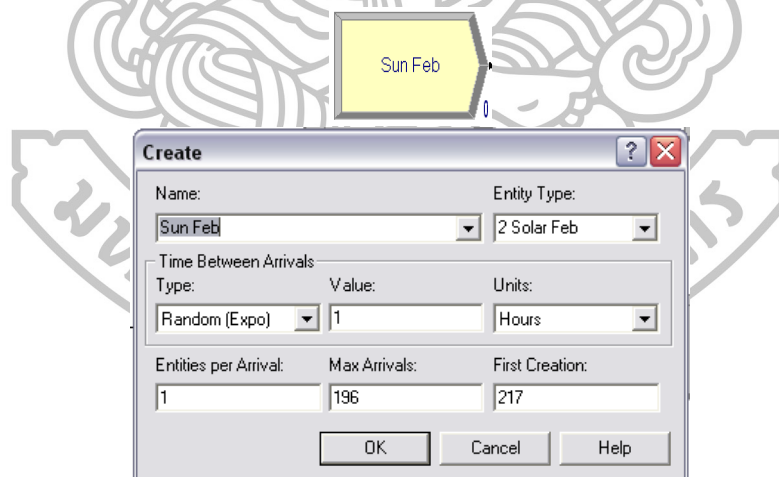 Sun Feb
0
Create
Name: Entity Type:
Sun Feb 2 Solar Feb
Time Between Arrivals
Type: Value: Units:
Random (Expo) 1 Hours
Entities per Arrival: Max Arrivals: First Creation:
1 196 217
OK Cancel Help